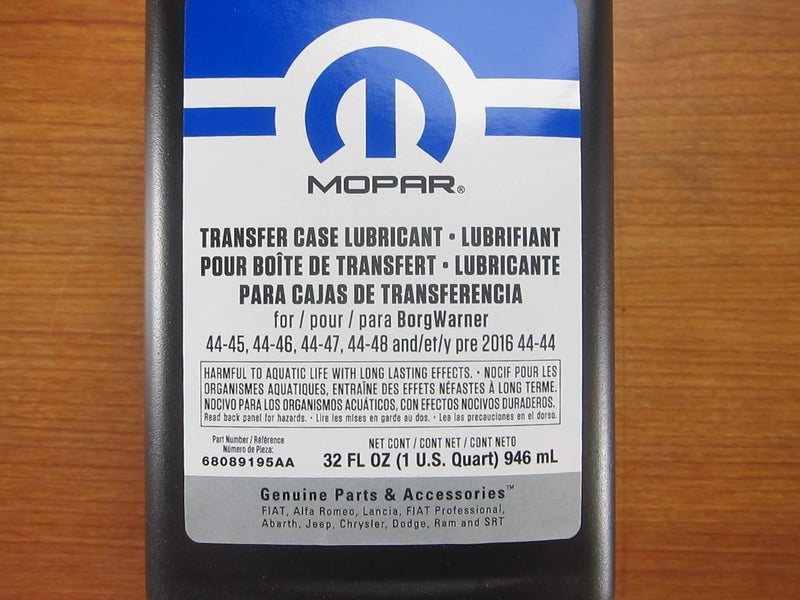 MOPAR®
TRANSFER CASE LUBRICANT • LUBRIFIANT
POUR BOÎTE DE TRANSFERT • LUBRICANTE
PARA CAJAS DE TRANSFERENCIA
for / pour / para BorgWarner
44-45, 44-46, 44-47, 44-48 and/et/y pre 2016 44-44
HARMFUL TO AQUATIC LIFE WITH LONG LASTING EFFECTS. • NOCIF POUR LES
ORGANISMES AQUATIQUES, ENTRAÎNE DES EFFETS NÉFASTES À LONG TERME.
NOCIVO PARA LOS ORGANISMOS ACUÁTICOS, CON EFECTOS NOCIVOS DURADEROS.
Read back panel for hazards. • Lire les mises en garde au dos. • Lea las precauciones en el dorso.
Part Number / Référence
Número de Pieza:
68089195AA
NET CONT / CONT NET / CONT NETO
32 FL OZ (1 U.S. Quart) 946 mL
Genuine Parts & Accessories™
FIAT, Alfa Romeo, Lancia, FIAT Professional,
Abarth, Jeep, Chrysler, Dodge, Ram and SRT